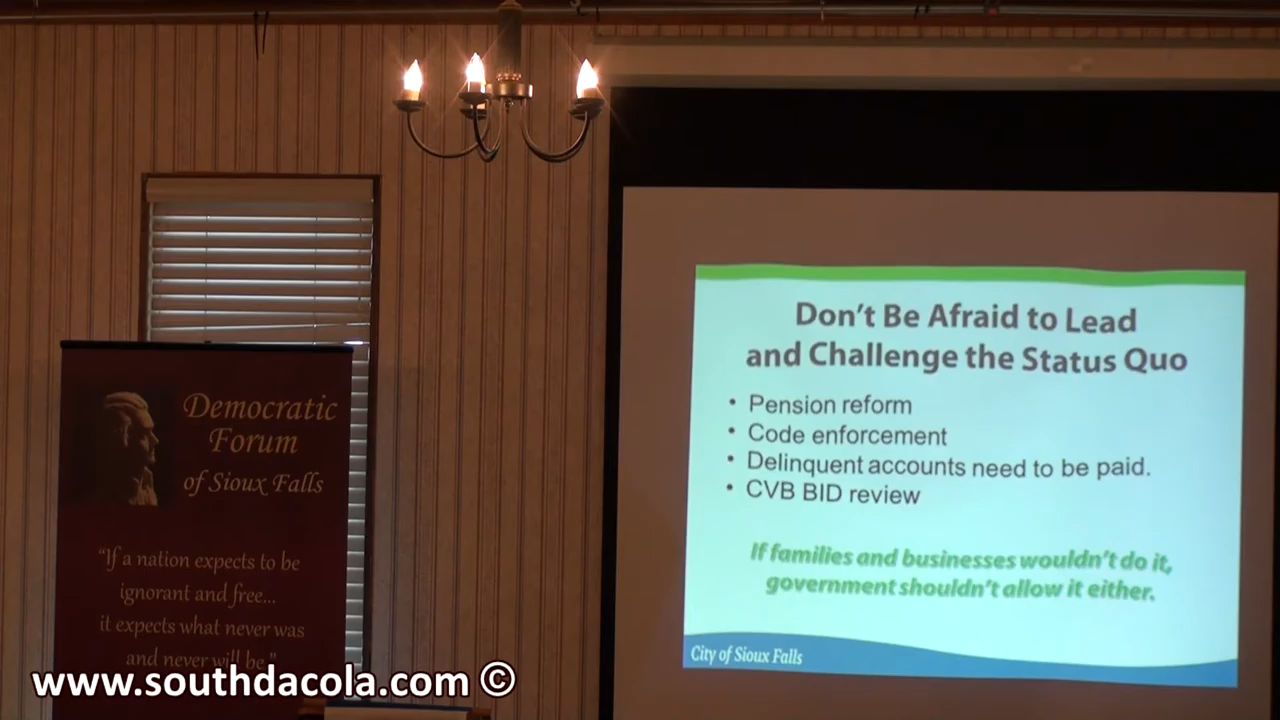 Democratic
Forum
of Sioux Falls
“If a nation expects to be
ignorant and free...
it expects what never was
and never will be.”
Don’t Be Afraid to Lead
and Challenge the Status Quo
• Pension reform
• Code enforcement
• Delinquent accounts need to be paid.
• CVB BID review
If families and businesses wouldn’t do it,
government shouldn’t allow it either.
City of Sioux Falls
www.southdacola.com ©